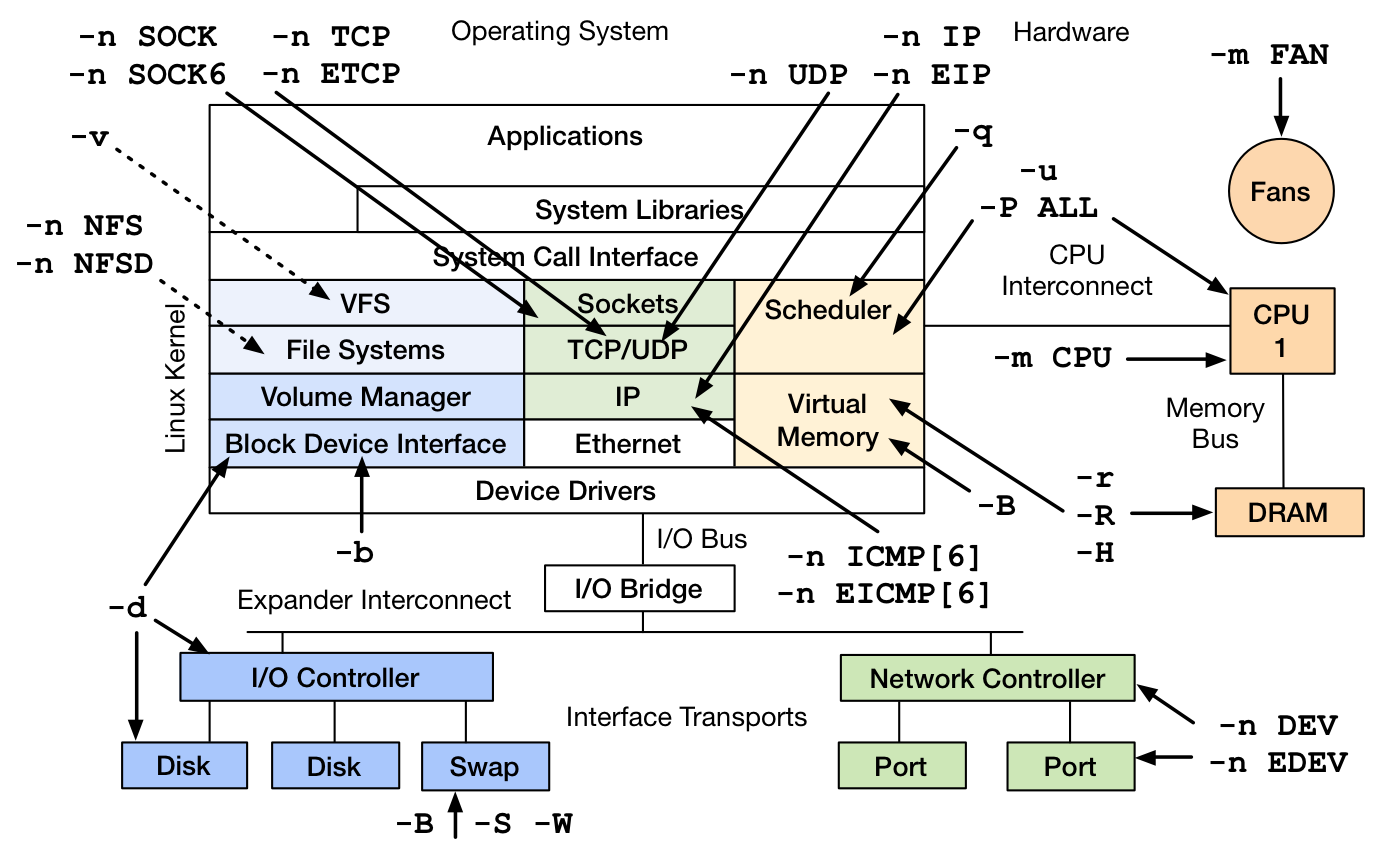 -n SOCK
-n SOCK6
-n TCP
-n ETCP
Operating System
-n UDP
-n IP
-n EIP
Hardware
-m FAN
Fans
-v
-n NFS
-n NFSD
Applications
System Libraries
System Call Interface
VFS
Sockets
Scheduler
File Systems
TCP/UDP
Volume Manager
IP
Virtual
Memory
Block Device Interface
Ethernet
Device Drivers
Linux Kernel
-q
-u
-P ALL
CPU
Interconnect
CPU
1
-m CPU
Memory
Bus
-r
-R
-H
DRAM
-B
-b
I/O Bus
-n ICMP[6]
-n EICMP[6]
I/O Bridge
-d
Expander Interconnect
I/O Controller
Network Controller
Interface Transports
Disk
Disk
Swap
Port
Port
-n DEV
-n EDEV
-B -S -W